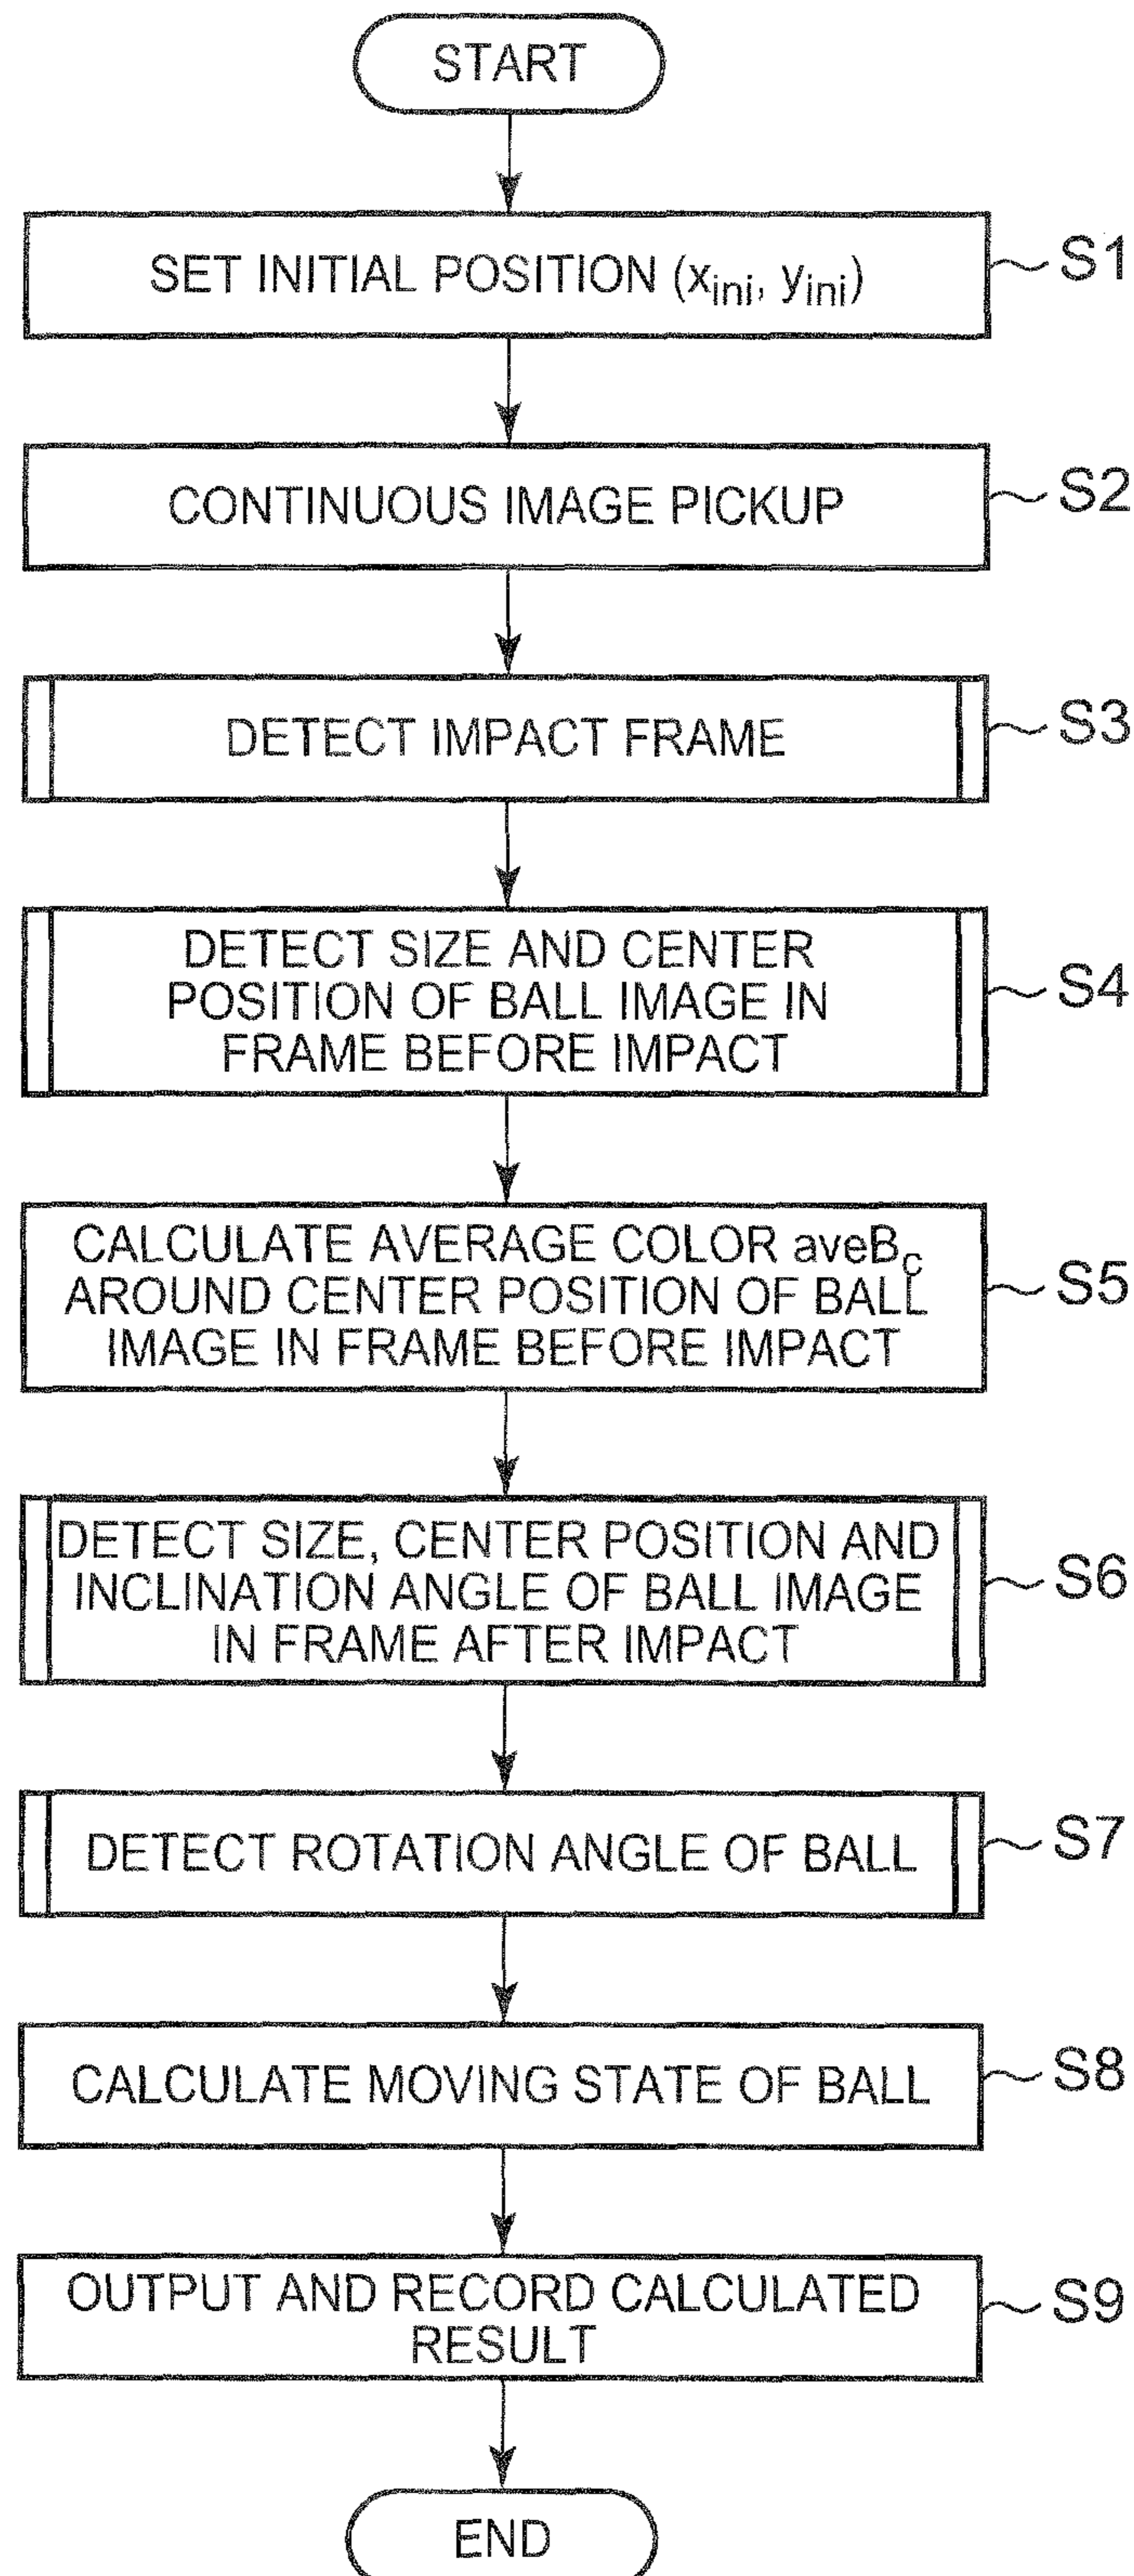 START
SET INITIAL POSITION (x_ini, y_ini)
S1
CONTINUOUS IMAGE PICKUP
S2
DETECT IMPACT FRAME
S3
DETECT SIZE AND CENTER
POSITION OF BALL IMAGE IN
FRAME BEFORE IMPACT
S4
CALCULATE AVERAGE COLOR aveB_C
AROUND CENTER POSITION OF BALL
IMAGE IN FRAME BEFORE IMPACT
S5
DETECT SIZE, CENTER POSITION AND
INCLINATION ANGLE OF BALL IMAGE
IN FRAME AFTER IMPACT
S6
DETECT ROTATION ANGLE OF BALL
S7
CALCULATE MOVING STATE OF BALL
S8
OUTPUT AND RECORD CALCULATED
RESULT
S9
END